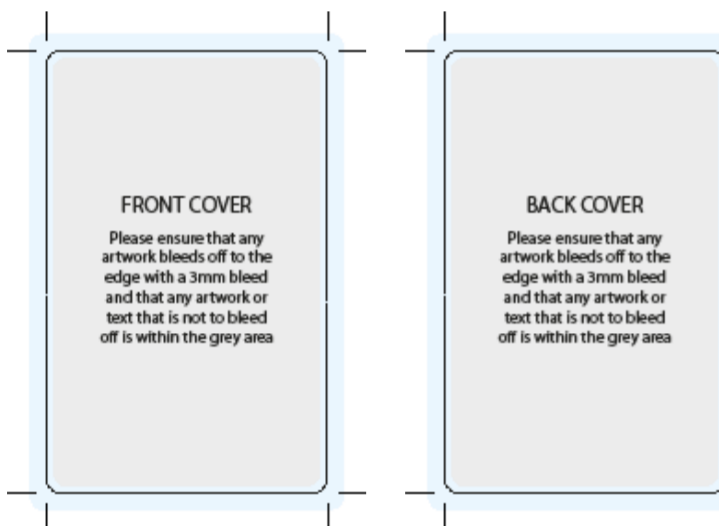 FRONT COVER
Please ensure that any
artwork bleeds off to the
edge with a 3mm bleed
and that any artwork or
text that is not to bleed
off is within the grey area
BACK COVER
Please ensure that any
artwork bleeds off to the
edge with a 3mm bleed
and that any artwork or
text that is not to bleed
off is within the grey area